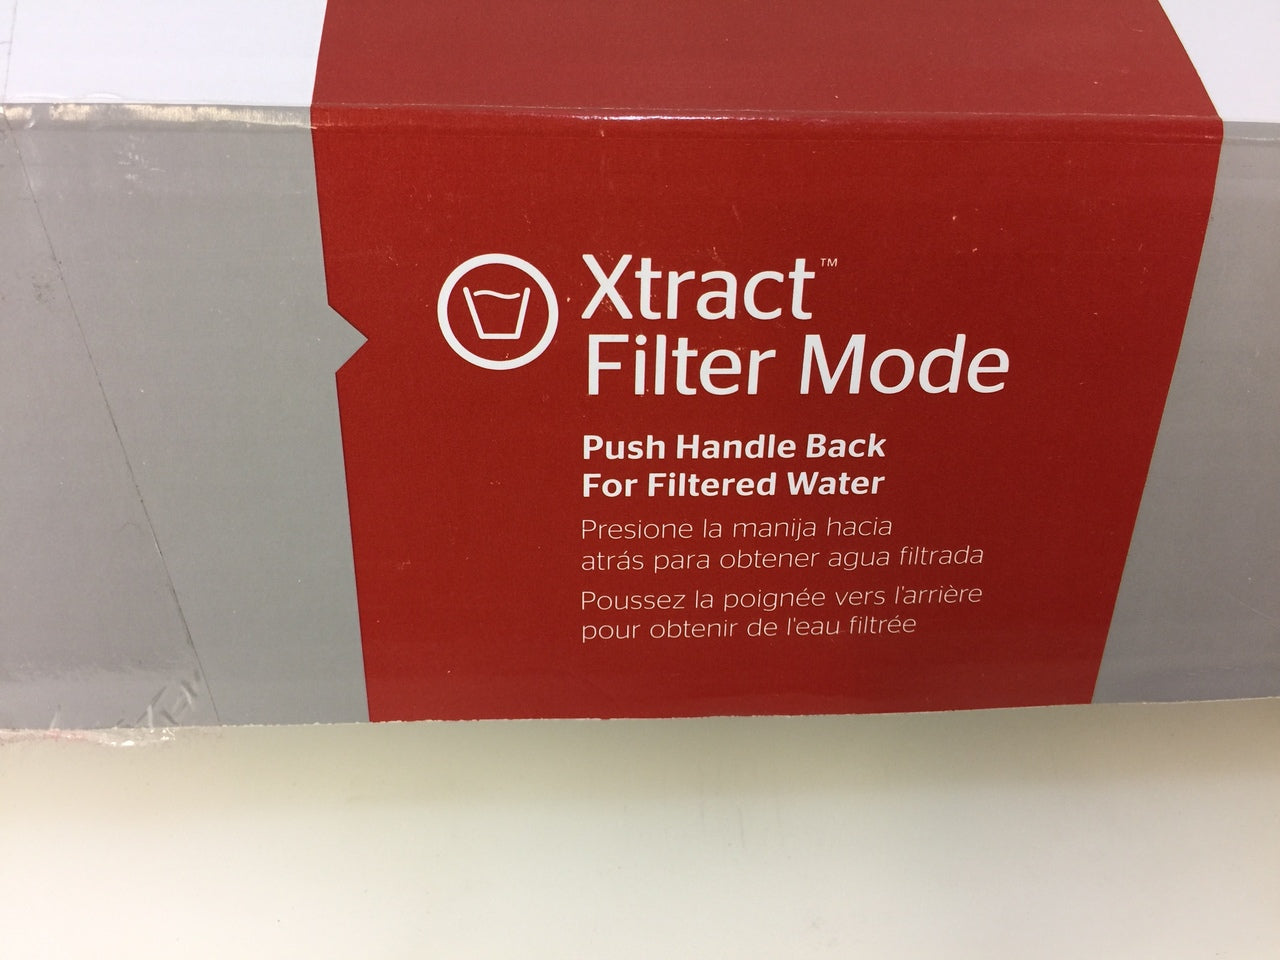 Xtract™
Filter Mode
Push Handle Back
For Filtered Water
Presione la manija hacia
atrás para obtener agua filtrada
Poussez la poignée vers l'arrière
pour obtenir de l'eau filtrée